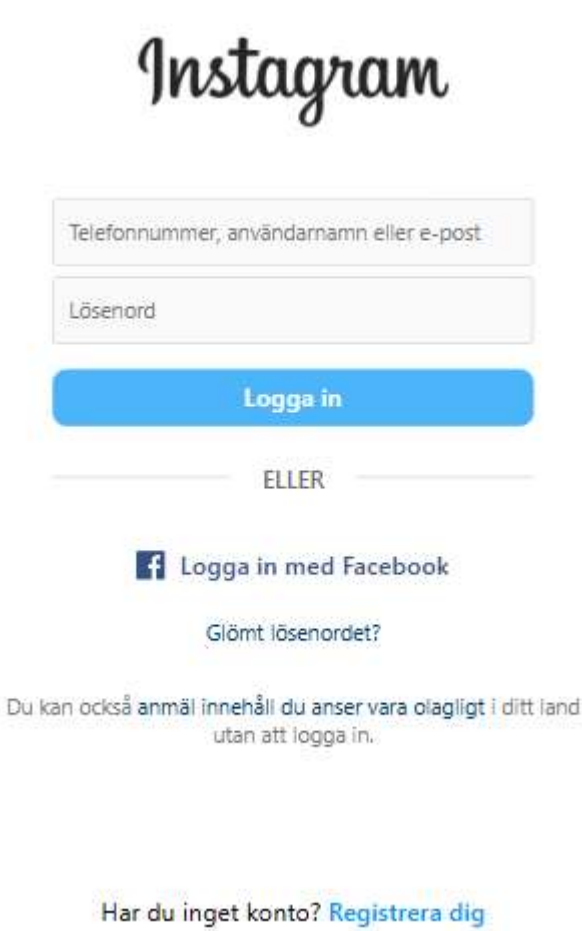 Instagram
Telefonnummer, användarnamn eller e-post
Lösenord
Logga in
ELLER
Logga in med Facebook
Glömt lösenordet?
Du kan också anmäl innehåll du anser vara olagligt i ditt land
utan att logga in.
Har du inget konto? Registrera dig